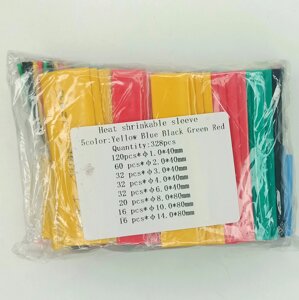 Heat shrinkable sleeve
5color:Yellow Blue Black Green Red
Quantity:328pcs
120pcs*φ1.0*40mm
60 pcs*φ2.0*40mm
32 pcs*φ3.0*40mm
32 pcs*φ4.0*40mm
32 pcs*φ6.0*40mm
20 pcs*φ8.0*80mm
16 pcs*φ10.0*80mm
16 pcs*φ14.0*80mm